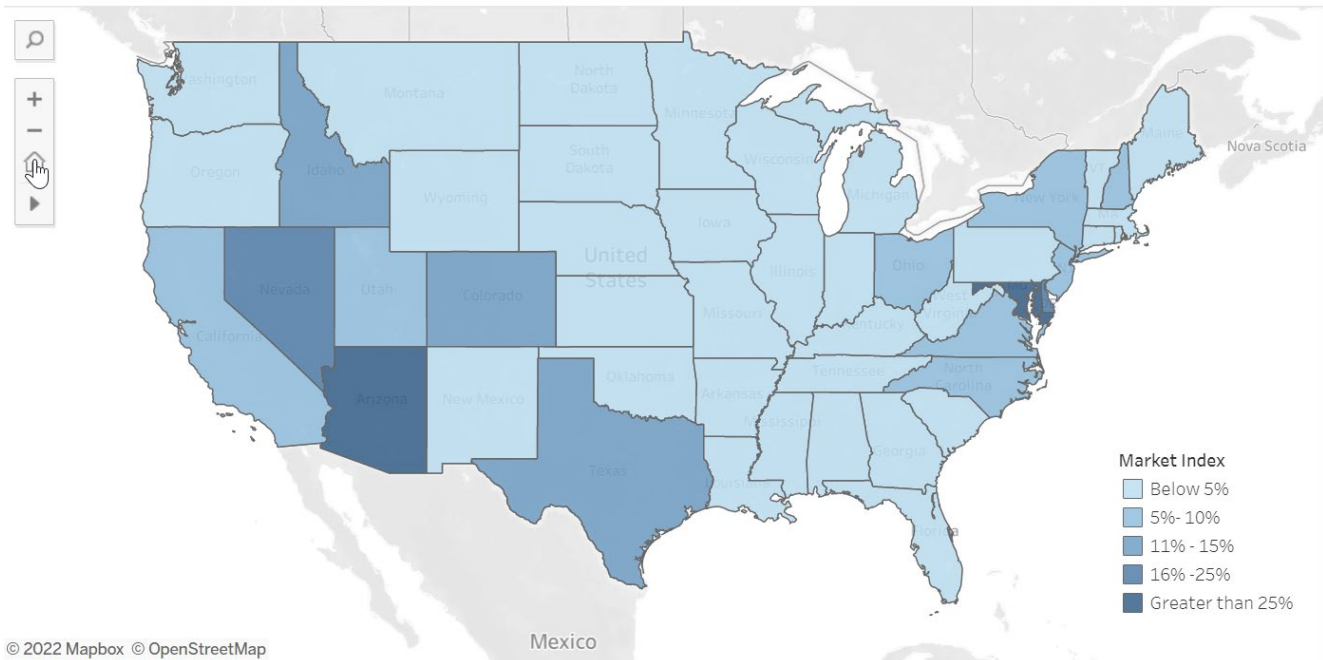 Washington
Montana
North
Dakota
Minnesota
Maine
Nova Scotia
Oregon
Idaho
South
Dakota
Wisconsin
Michigan
VT
New York
Wyoming
Iowa
MA
United
States
Nevada
Utah
Colorado
Illinois
Ohio
West
Virginia
California
Missouri
Kentucky
Arizona
New Mexico
Oklahoma
Arkansas
Tennessee
North
Carolina
Mississippi
Georgia
Texas
Louisiana
Florida
Market Index
Below 5%
5%- 10%
11% - 15%
16% -25%
Greater than 25%
Mexico
© 2022 Mapbox © OpenStreetMap